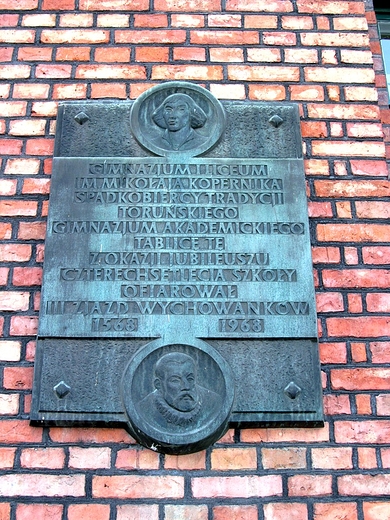 GIMNAZJUM I LICEUM
IM. MIKOŁAJA KOPERNIKA
SPADKOBIERCY TRADYCJI
TORUŃSKIEGO
GIMNAZJUM AKADEMICKIEGO
TABLICĘ TĘ
Z OKAZJI JUBILEUSZU
CZTERECHSETLECIA SZKOŁY
OFIAROWAŁ
III ZJAZD WYCHOWANKÓW
1568 1968